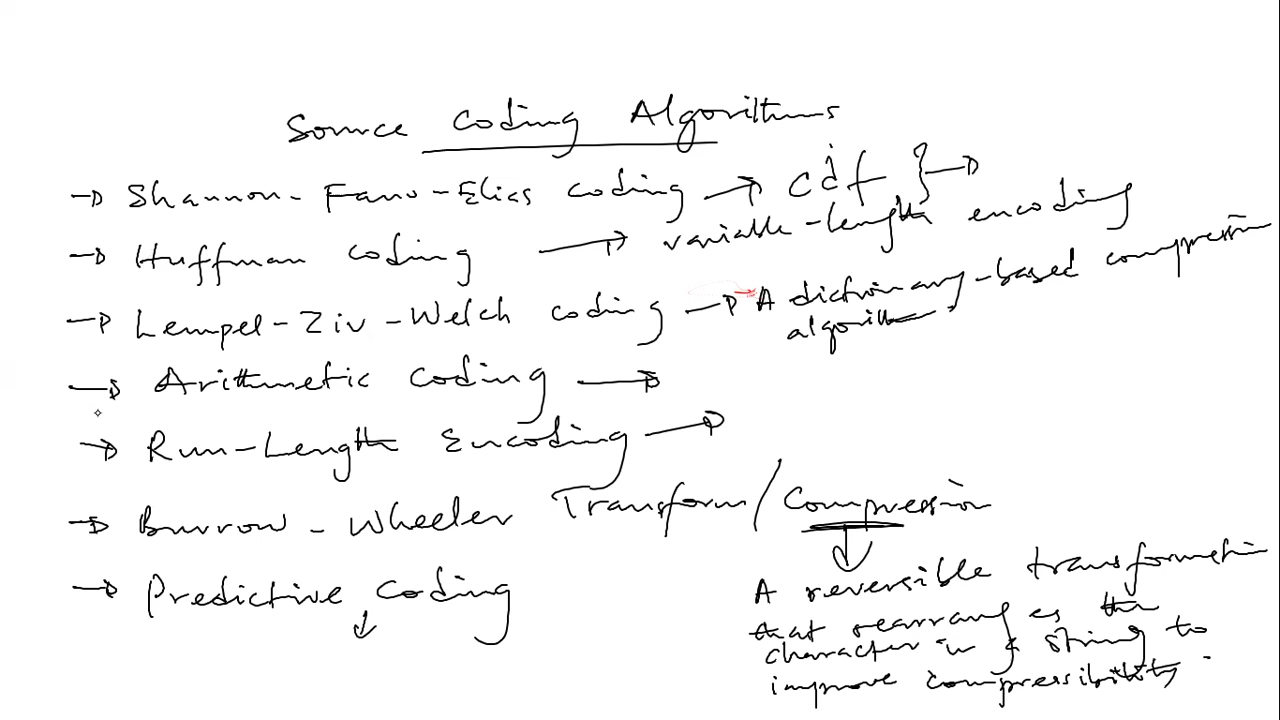 Source Coding Algorithms
→ Shannon-Fano-Elias coding → cdf } →
→ Huffman coding → variable-length encoding
→ Lempel-Ziv-Welch coding → A dictionary-based compression
algorithm.
→ Arithmetic coding →
→ Run-Length Encoding →
→ Burrow-Wheeler Transform/Compression
→ Predictive coding
A reversible transformation
that rearranges the
character in a string to
improve compressibility.